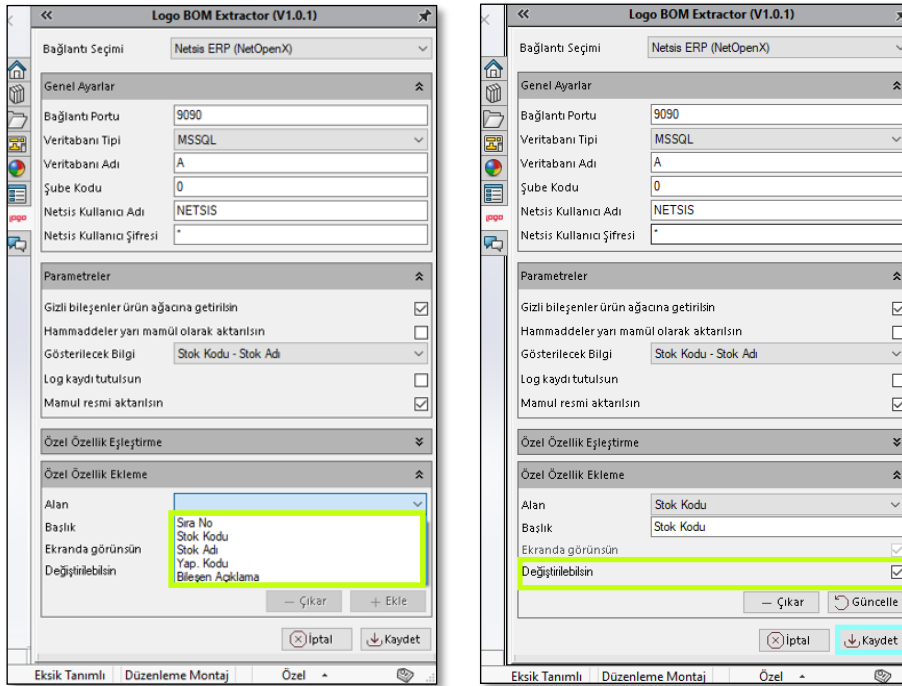 Logo BOM Extractor (V1.0.1)
Bağlantı Seçimi Netsis ERP (NetOpenX)
Genel Ayarlar
Bağlantı Portu 9090
Veritabanı Tipi MSSQL
Veritabanı Adı A
Şube Kodu 0
Netsis Kullanıcı Adı NETSIS
Netsis Kullanıcı Şifresi *
Parametreler
Gizli bileşenler ürün ağacına getirilsin
Hammaddeler yarı mamül olarak aktarılsın
Gösterilecek Bilgi Stok Kodu - Stok Adı
Log kaydı tutulsun
Mamul resmi aktarılsın
Özel Özellik Eşleştirme
Özel Özellik Ekleme
Alan
Başlık
Ekranda görünsün
Değiştirilebilsin
Sıra No
Stok Kodu
Stok Adı
Yap. Kodu
Bileşen Açıklama
— Çıkar + Ekle
İptal Kaydet
Eksik Tanımlı Düzenleme Montaj Özel
logo
Logo BOM Extractor (V1.0.1)
Bağlantı Seçimi Netsis ERP (NetOpenX)
Genel Ayarlar
Bağlantı Portu 9090
Veritabanı Tipi MSSQL
Veritabanı Adı A
Şube Kodu 0
Netsis Kullanıcı Adı NETSIS
Netsis Kullanıcı Şifresi *
Parametreler
Gizli bileşenler ürün ağacına getirilsin
Hammaddeler yarı mamül olarak aktarılsın
Gösterilecek Bilgi Stok Kodu - Stok Adı
Log kaydı tutulsun
Mamul resmi aktarılsın
Özel Özellik Eşleştirme
Özel Özellik Ekleme
Alan Stok Kodu
Başlık Stok Kodu
Ekranda görünsün
Değiştirilebilsin
— Çıkar Güncelle
İptal Kaydet
Eksik Tanımlı Düzenleme Montaj Özel
logo